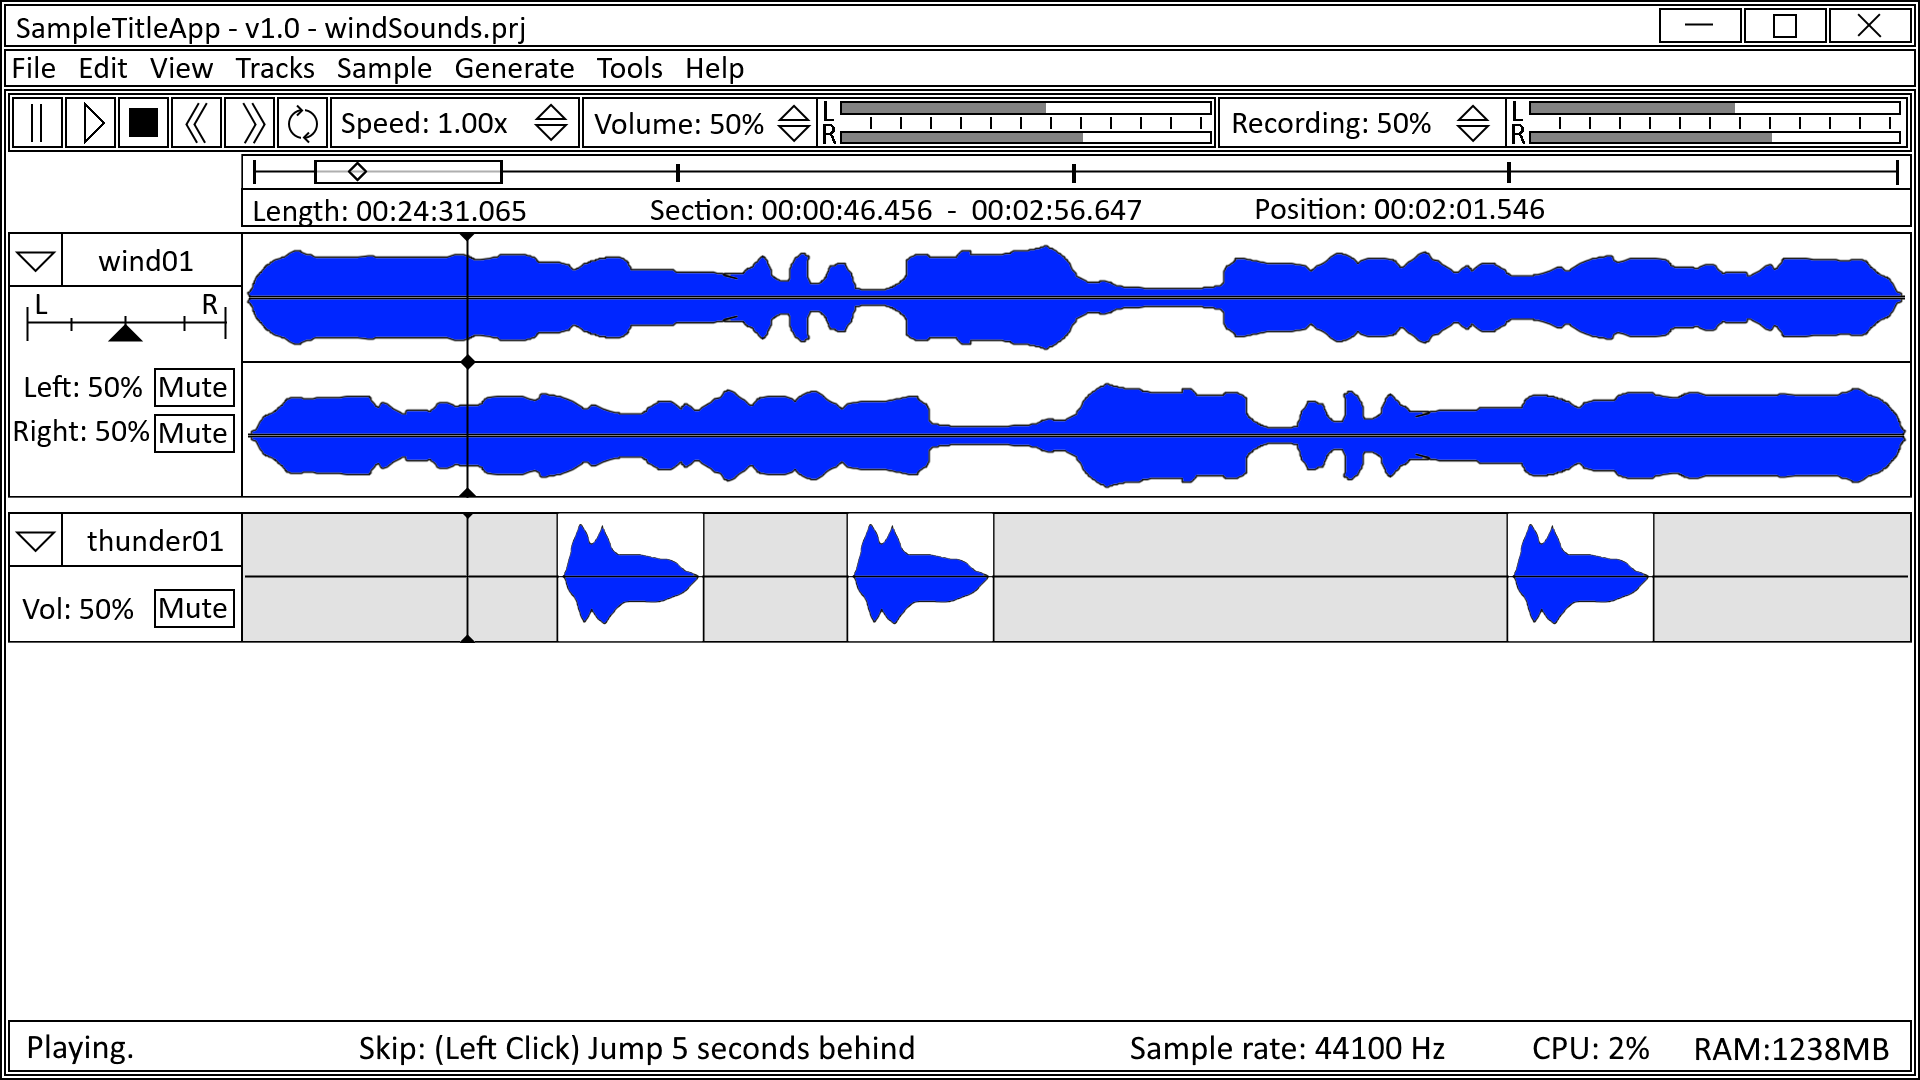 SampleTitleApp - v1.0 - windSounds.prj
File Edit View Tracks Sample Generate Tools Help
Speed: 1.00x Volume: 50% L R Recording: 50% L R
Length: 00:24:31.065 Section: 00:00:46.456 - 00:02:56.647 Position: 00:02:01.546
wind01
L R
Left: 50% Mute
Right: 50% Mute
thunder01
Vol: 50% Mute
Playing. Skip: (Left Click) Jump 5 seconds behind Sample rate: 44100 Hz CPU: 2% RAM:1238MB